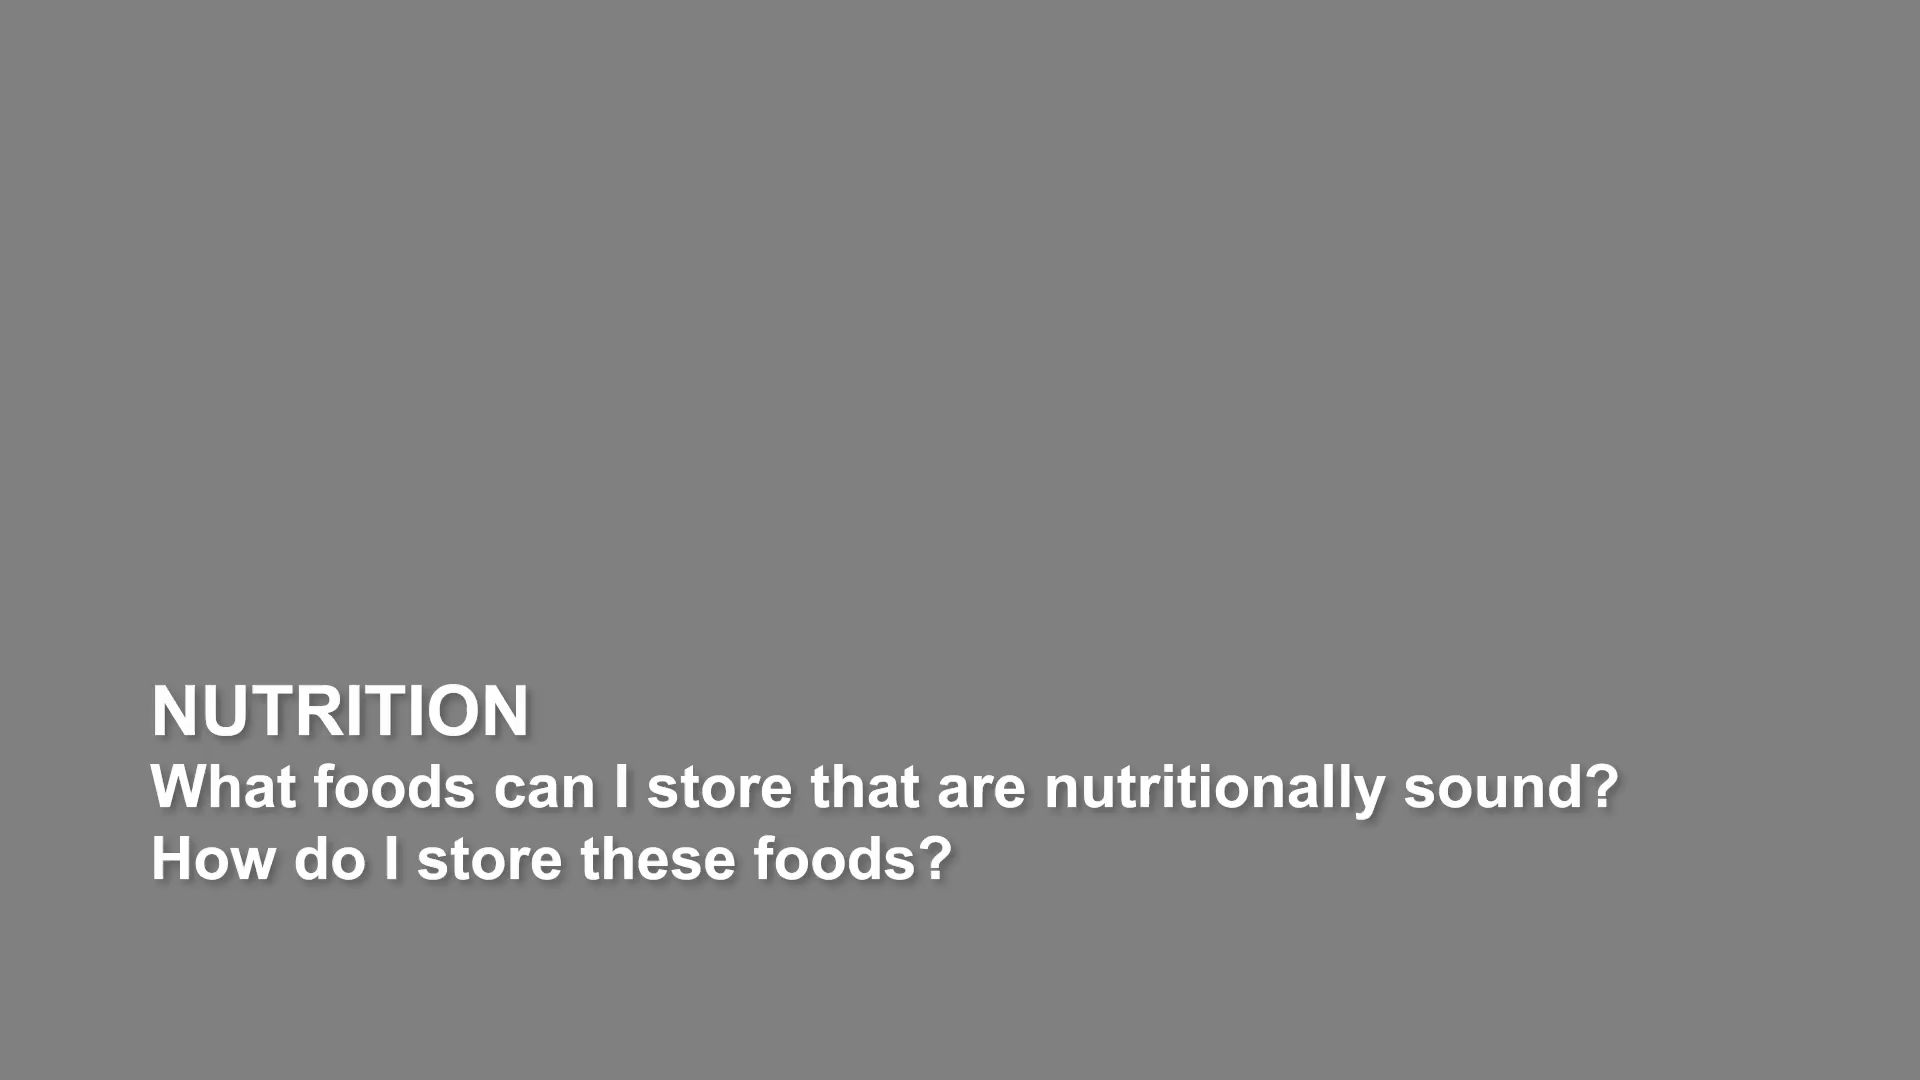 NUTRITION
What foods can I store that are nutritionally sound?
How do I store these foods?